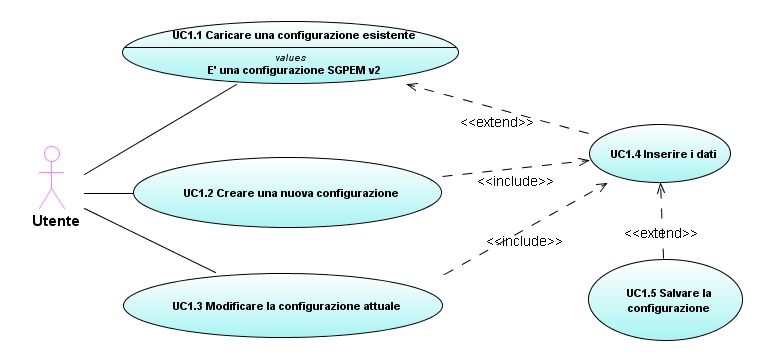 UC1.1 Caricare una configurazione esistente
values
E' una configurazione SGPEM v2
<<extend>>
UC1.4 Inserire i dati
UC1.2 Creare una nuova configurazione
<<include>>
Utente
<<include>>
<<extend>>
UC1.3 Modificare la configurazione attuale
UC1.5 Salvare la
configurazione